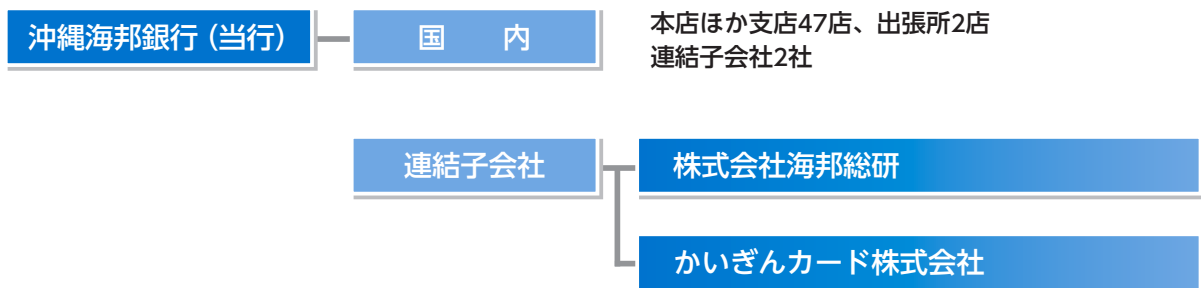 沖縄海邦銀行（当行）
国　内
本店ほか支店47店、出張所2店
連結子会社2社
連結子会社
株式会社海邦総研
かいぎんカード株式会社